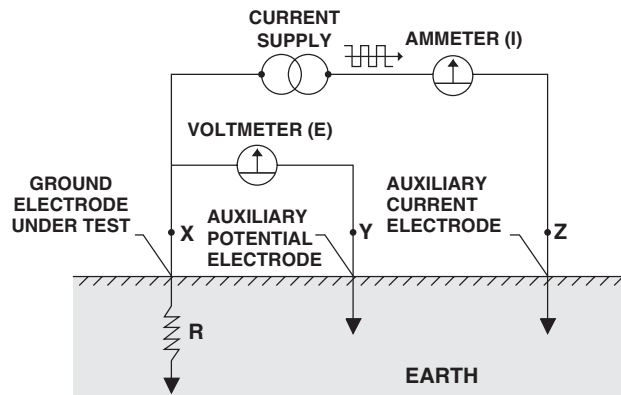 CURRENT
SUPPLY
AMMETER (I)
VOLTMETER (E)
GROUND
ELECTRODE
UNDER TEST
X
AUXILIARY
POTENTIAL
ELECTRODE
Y
AUXILIARY
CURRENT
ELECTRODE
Z
R
EARTH